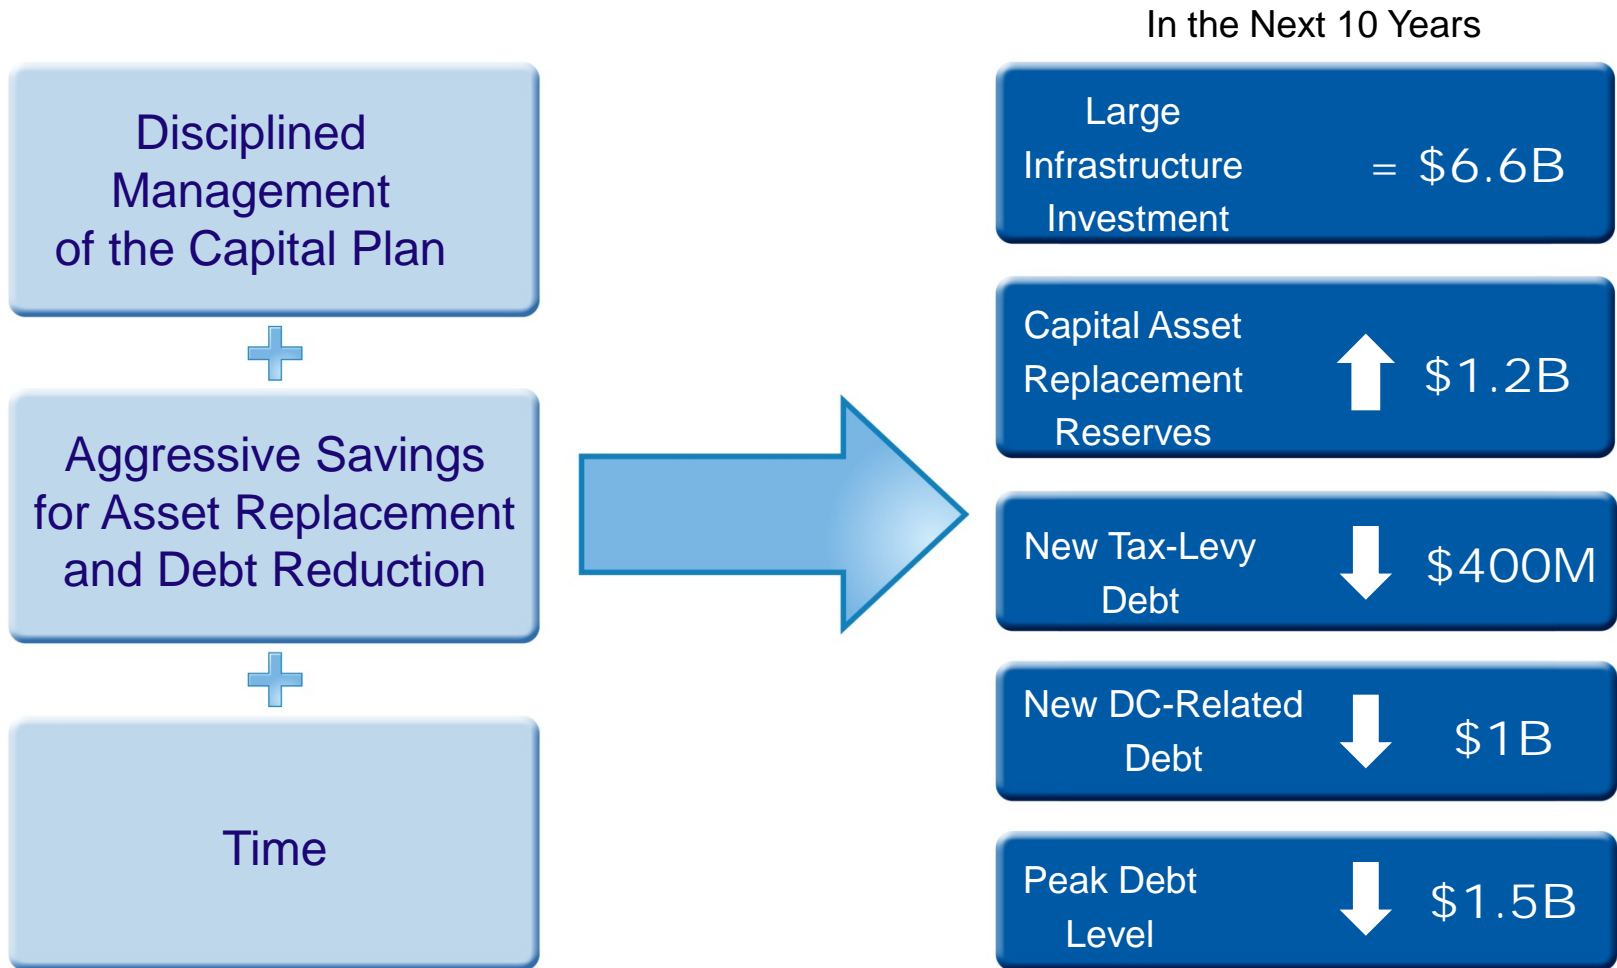 Disciplined
Management
of the Capital Plan
Aggressive Savings
for Asset Replacement
and Debt Reduction
Time
In the Next 10 Years
Large
Infrastructure = $6.6B
Investment
Capital Asset
Replacement $1.2B
Reserves
New Tax-Levy $400M
Debt
New DC-Related
Debt $1B
Peak Debt $1.5B
Level